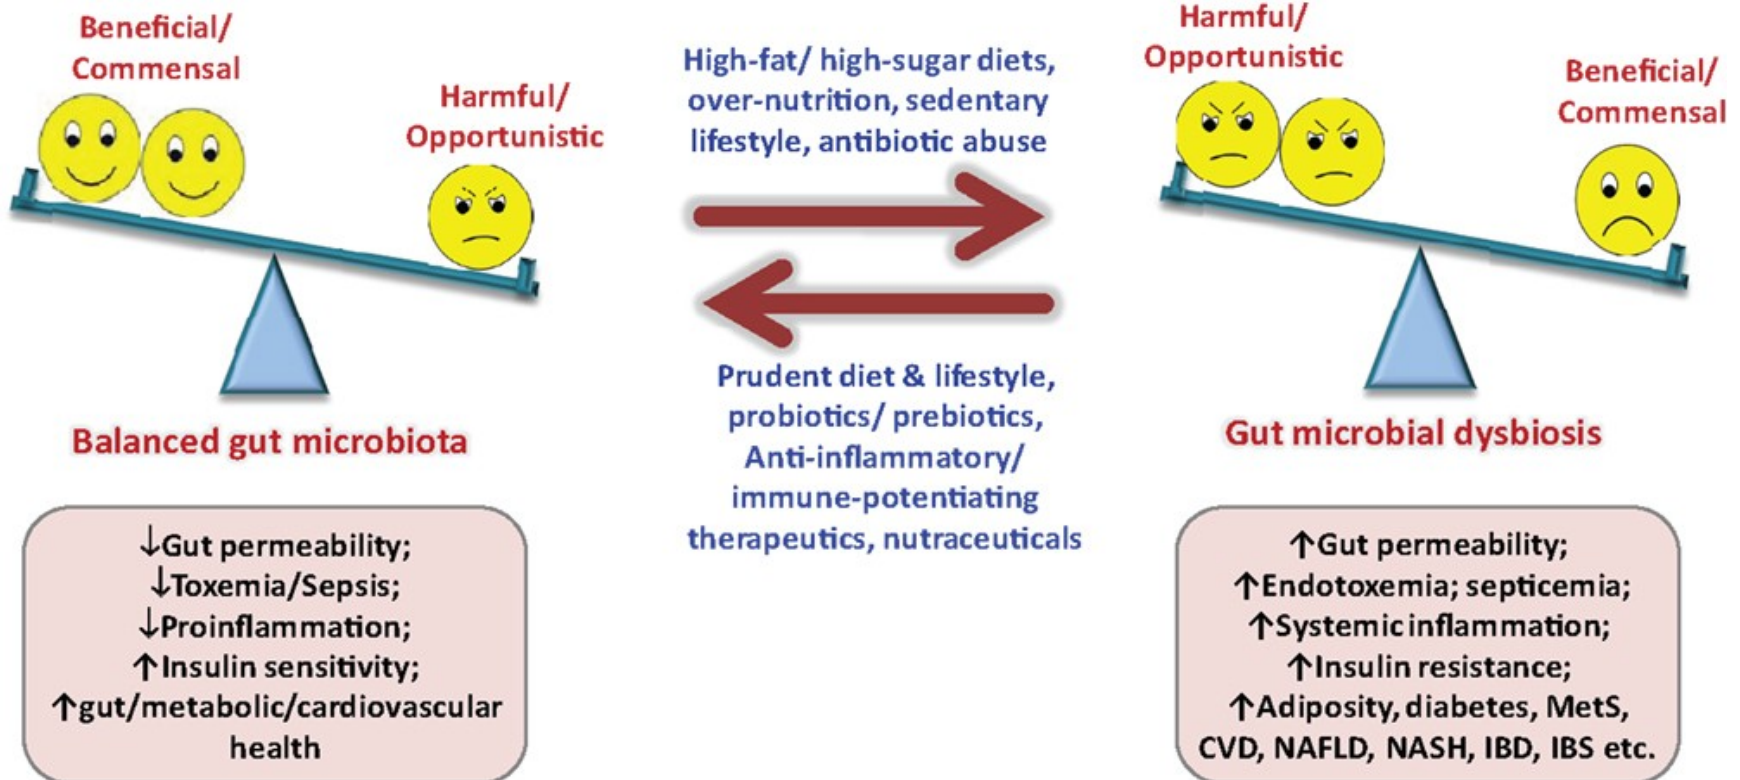 Beneficial/
Commensal
Harmful/
Opportunistic
Balanced gut microbiota
↓Gut permeability;
↓Toxemia/Sepsis;
↓Proinflammation;
↑Insulin sensitivity;
↑gut/metabolic/cardiovascular
health
High-fat/ high-sugar diets,
over-nutrition, sedentary
lifestyle, antibiotic abuse
Prudent diet & lifestyle,
probiotics/ prebiotics,
Anti-inflammatory/
immune-potentiating
therapeutics, nutraceuticals
Harmful/
Opportunistic
Beneficial/
Commensal
Gut microbial dysbiosis
↑Gut permeability;
↑Endotoxemia; septicemia;
↑Systemic inflammation;
↑Insulin resistance;
↑Adiposity, diabetes, MetS,
CVD, NAFLD, NASH, IBD, IBS etc.